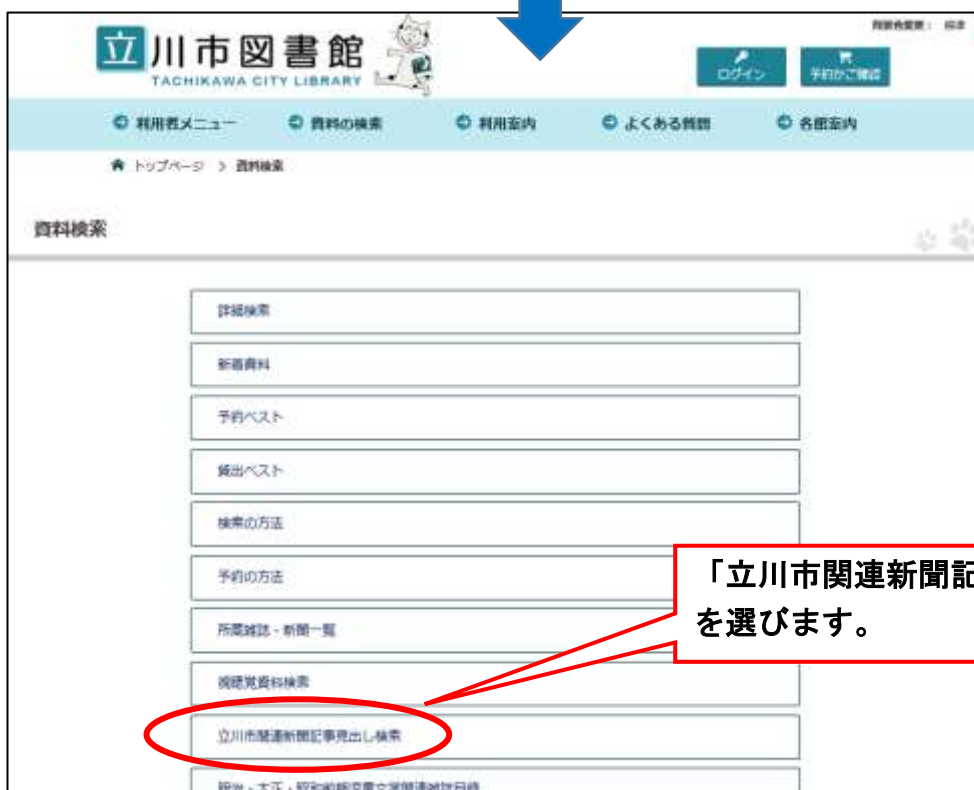 立川市図書館
TACHIKAWA CITY LIBRARY
ログイン
予約かご確認
利用者メニュー
資料の検索
利用案内
よくある質問
各館案内
トップページ > 資料検索
資料検索
詳細検索
新着資料
予約ベスト
貸出ベスト
検索の方法
予約の方法
所蔵雑誌・新聞一覧
視聴覚資料検索
立川市関連新聞記事見出し検索
「立川市関連新聞記
を選びます。